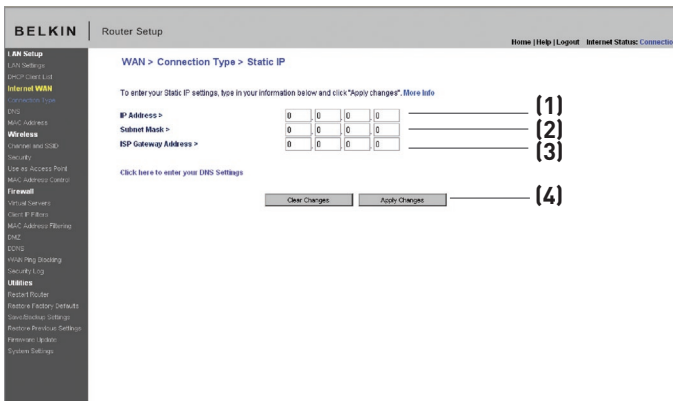 BELKIN
Router Setup
Home | Help | Logout Internet Status: Connectio
LAN Setup
LAN Settings
DHCP Client List
Internet WAN
Connection Type
DNS
MAC Address
Wireless
Channel and SSID
Security
Use as Access Point
MAC Address Control
Firewall
Virtual Servers
Client IP Filters
MAC Address Filtering
DMZ
DDNS
WAN Ping Blocking
Security Log
Utilities
Restart Router
Restore Factory Defaults
Save/Backup Settings
Restore Previous Settings
Firmware Update
System Settings
WAN > Connection Type > Static IP
To enter your Static IP settings, type in your information below and click "Apply changes". More Info
IP Address > 0 . 0 . 0 . 0 (1)
Subnet Mask > 0 . 0 . 0 . 0 (2)
ISP Gateway Address > 0 . 0 . 0 . 0 (3)
Click here to enter your DNS Settings
Clear Changes Apply Changes (4)